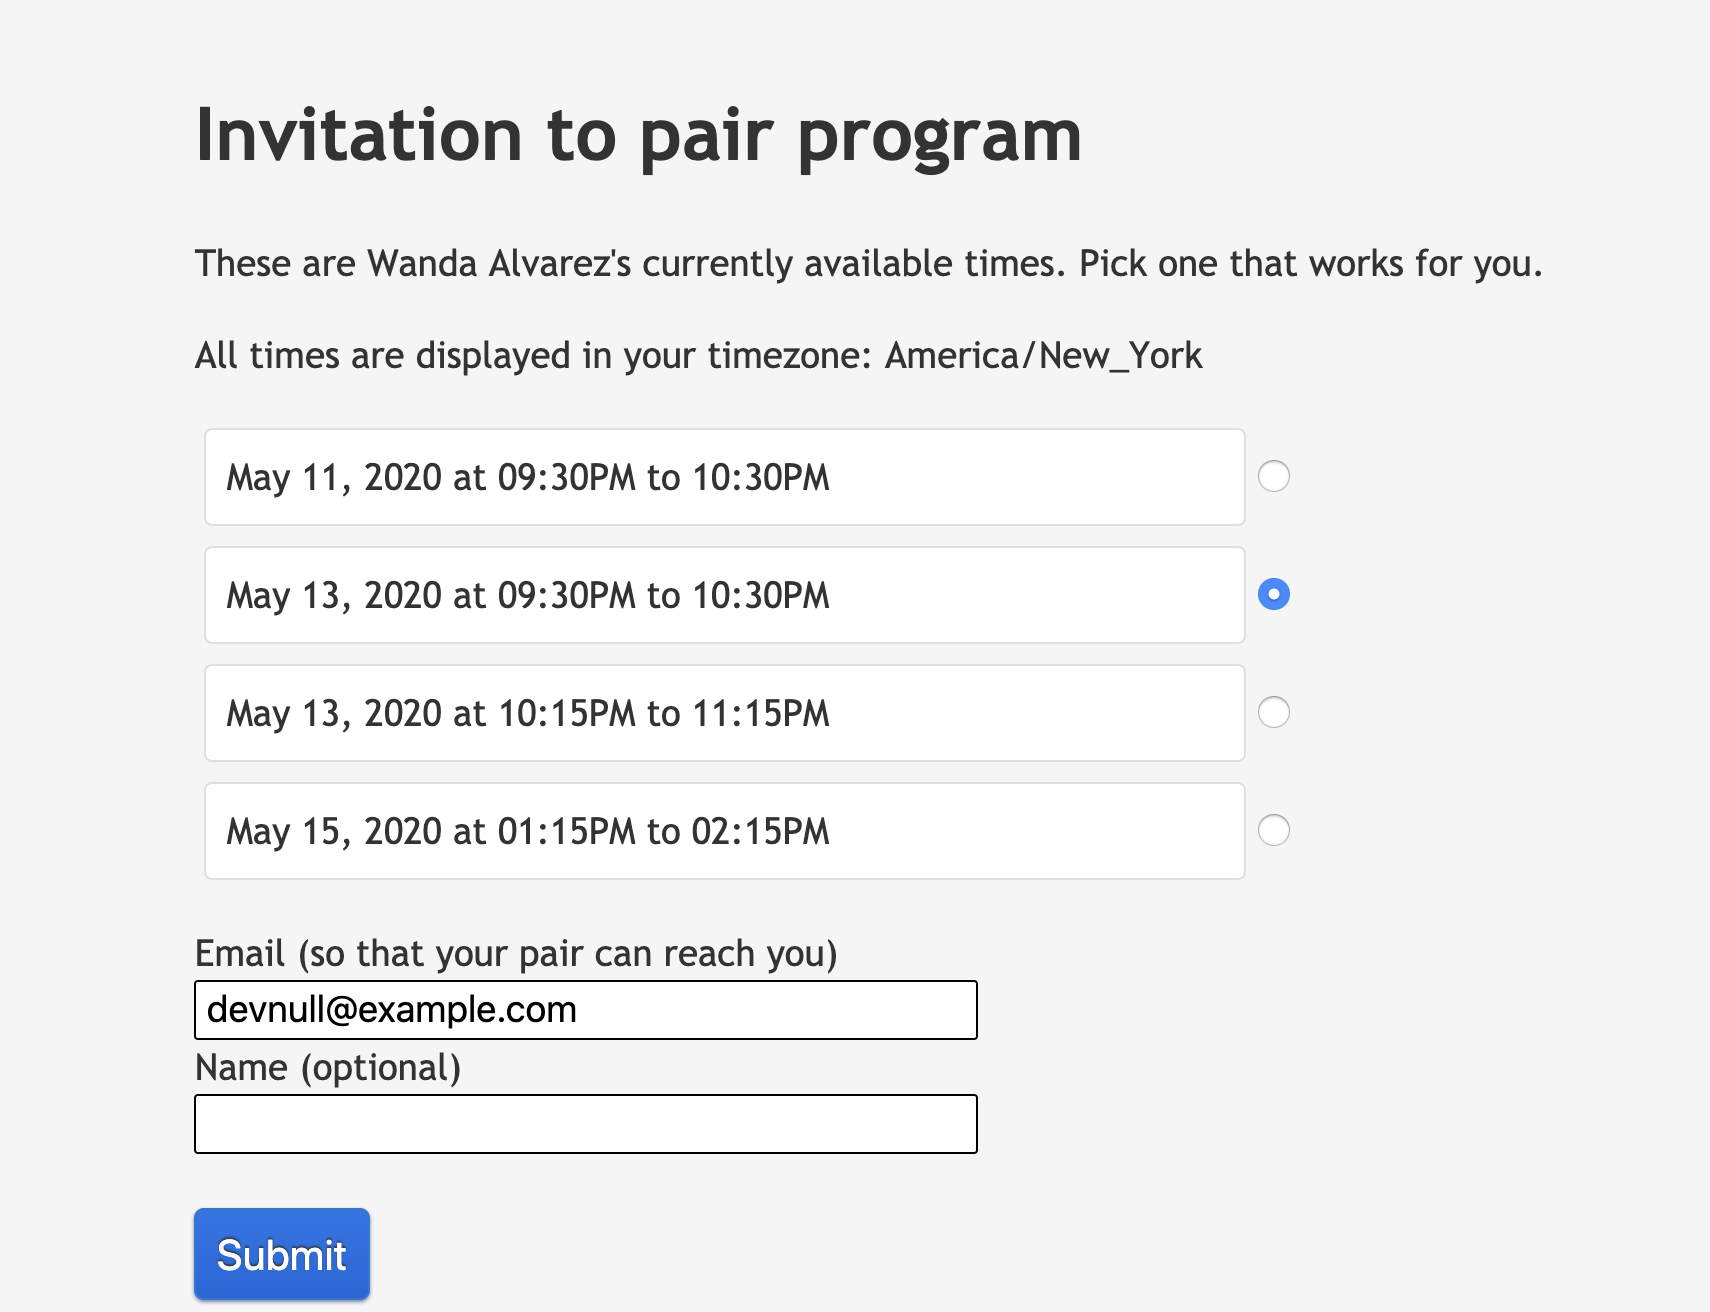 Invitation to pair program
These are Wanda Alvarez's currently available times. Pick one that works for you.
All times are displayed in your timezone: America/New_York
May 11, 2020 at 09:30PM to 10:30PM
May 13, 2020 at 09:30PM to 10:30PM
May 13, 2020 at 10:15PM to 11:15PM
May 15, 2020 at 01:15PM to 02:15PM
Email (so that your pair can reach you)
devnull@example.com
Name (optional)
Submit